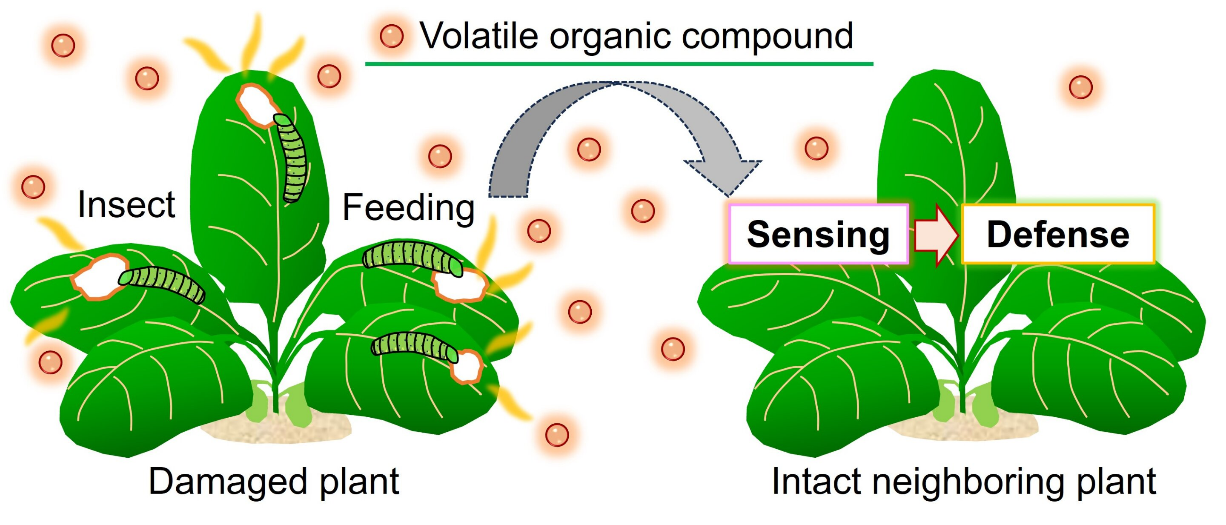 Volatile organic compound
Insect
Feeding
Sensing
Defense
Damaged plant
Intact neighboring plant